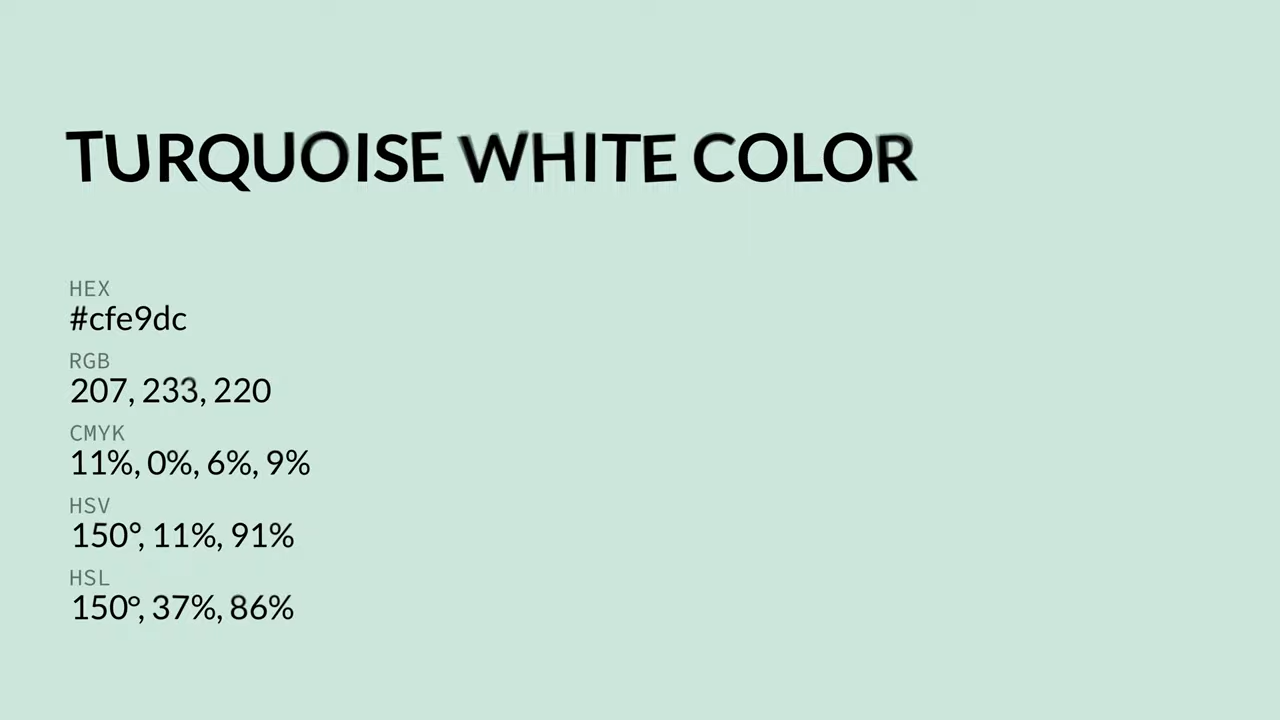 TURQUOISE WHITE COLOR
HEX
#cfe9dc
RGB
207, 233, 220
CMYK
11%, 0%, 6%, 9%
HSV
150°, 11%, 91%
HSL
150°, 37%, 86%